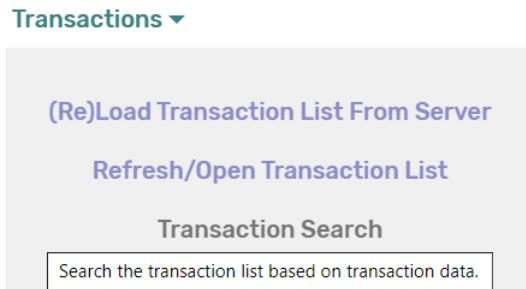 Transactions
(Re)Load Transaction List From Server
Refresh/Open Transaction List
Transaction Search
Search the transaction list based on transaction data.